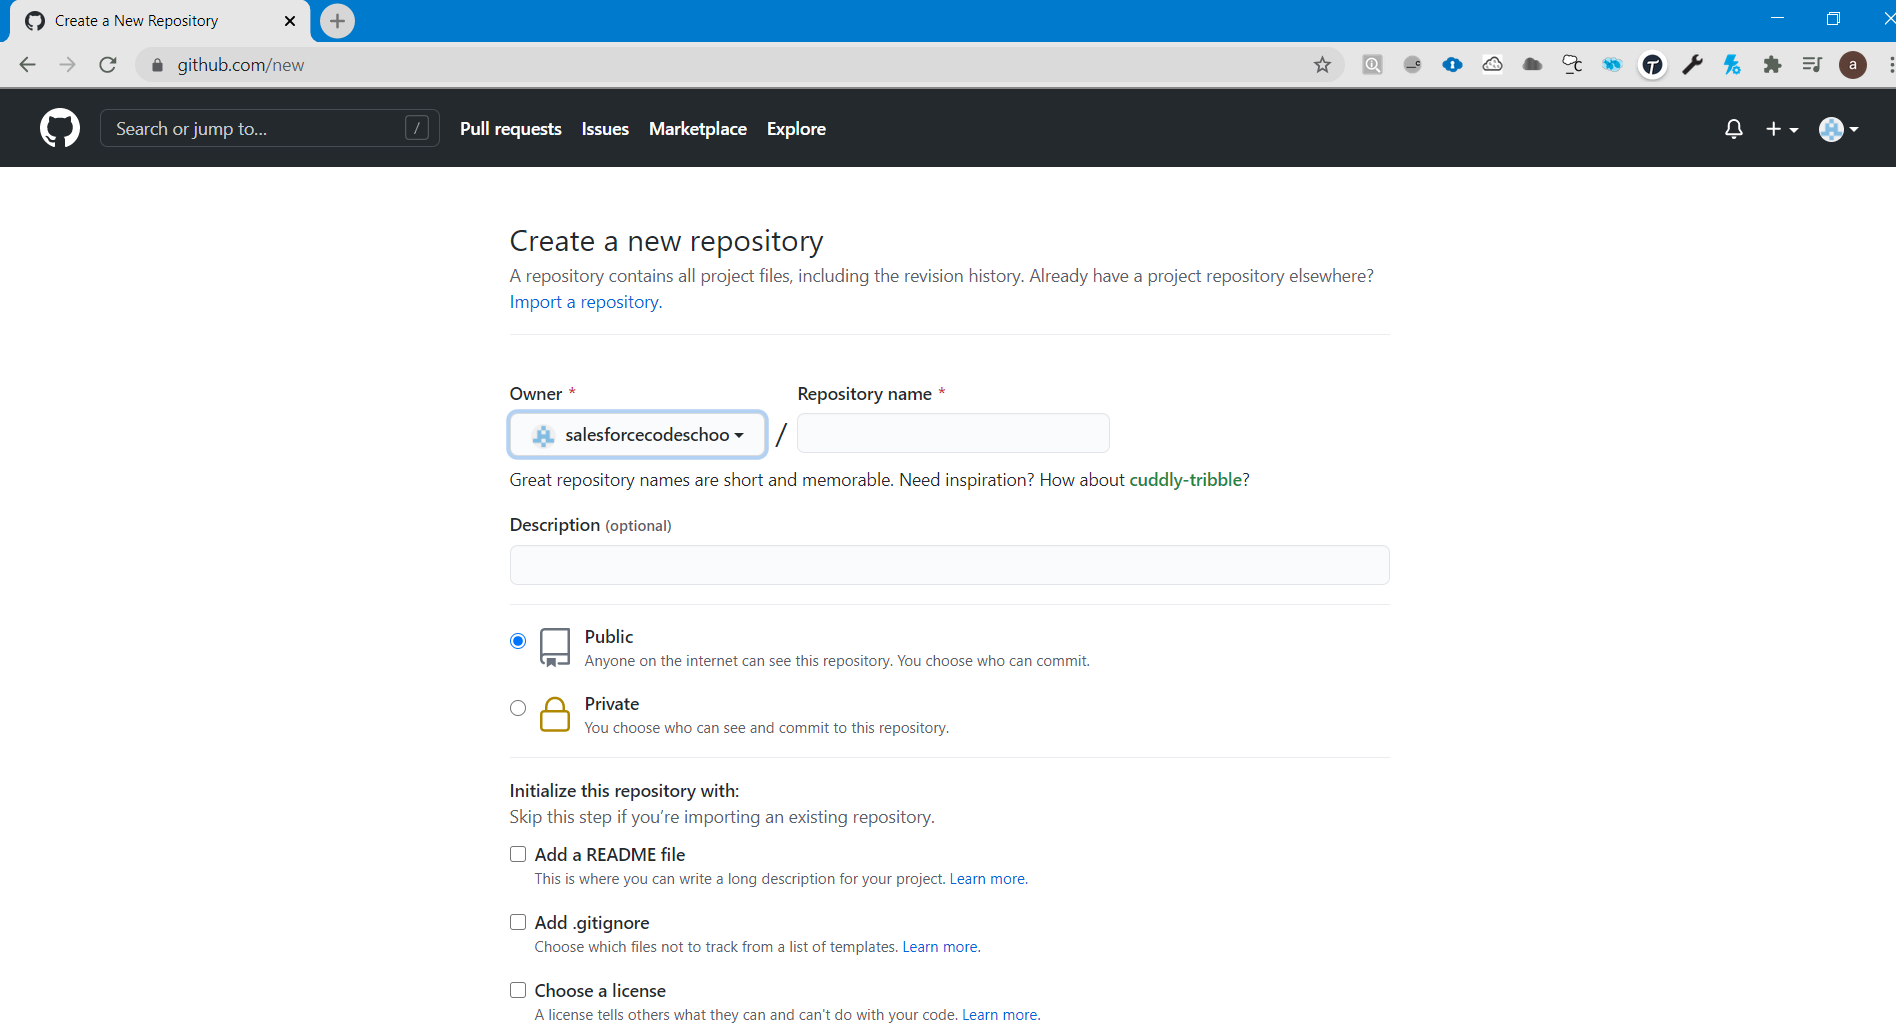 Create a New Repository
github.com/new
a
Search or jump to... /
Pull requests Issues Marketplace Explore
Create a new repository
A repository contains all project files, including the revision history. Already have a project repository elsewhere?
Import a repository.
Owner * Repository name *
salesforcecodeschoo /
Great repository names are short and memorable. Need inspiration? How about cuddly-tribble?
Description (optional)
Public
Anyone on the internet can see this repository. You choose who can commit.
Private
You choose who can see and commit to this repository.
Initialize this repository with:
Skip this step if you’re importing an existing repository.
Add a README file
This is where you can write a long description for your project. Learn more.
Add .gitignore
Choose which files not to track from a list of templates. Learn more.
Choose a license
A license tells others what they can and can't do with your code. Learn more.